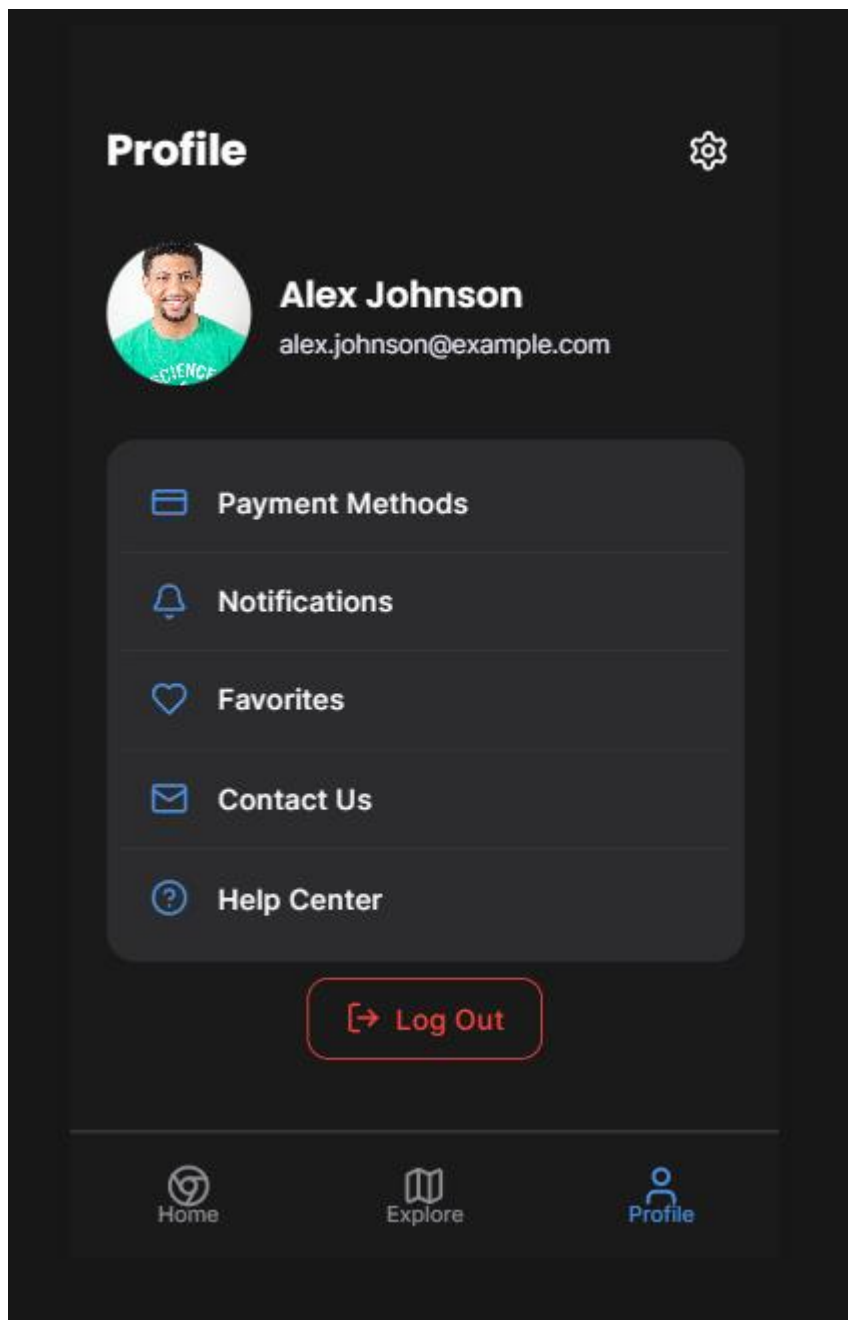 Profile
Alex Johnson
alex.johnson@example.com
SCIENCE
Payment Methods
Notifications
Favorites
Contact Us
Help Center
Log Out
Home
Explore
Profile